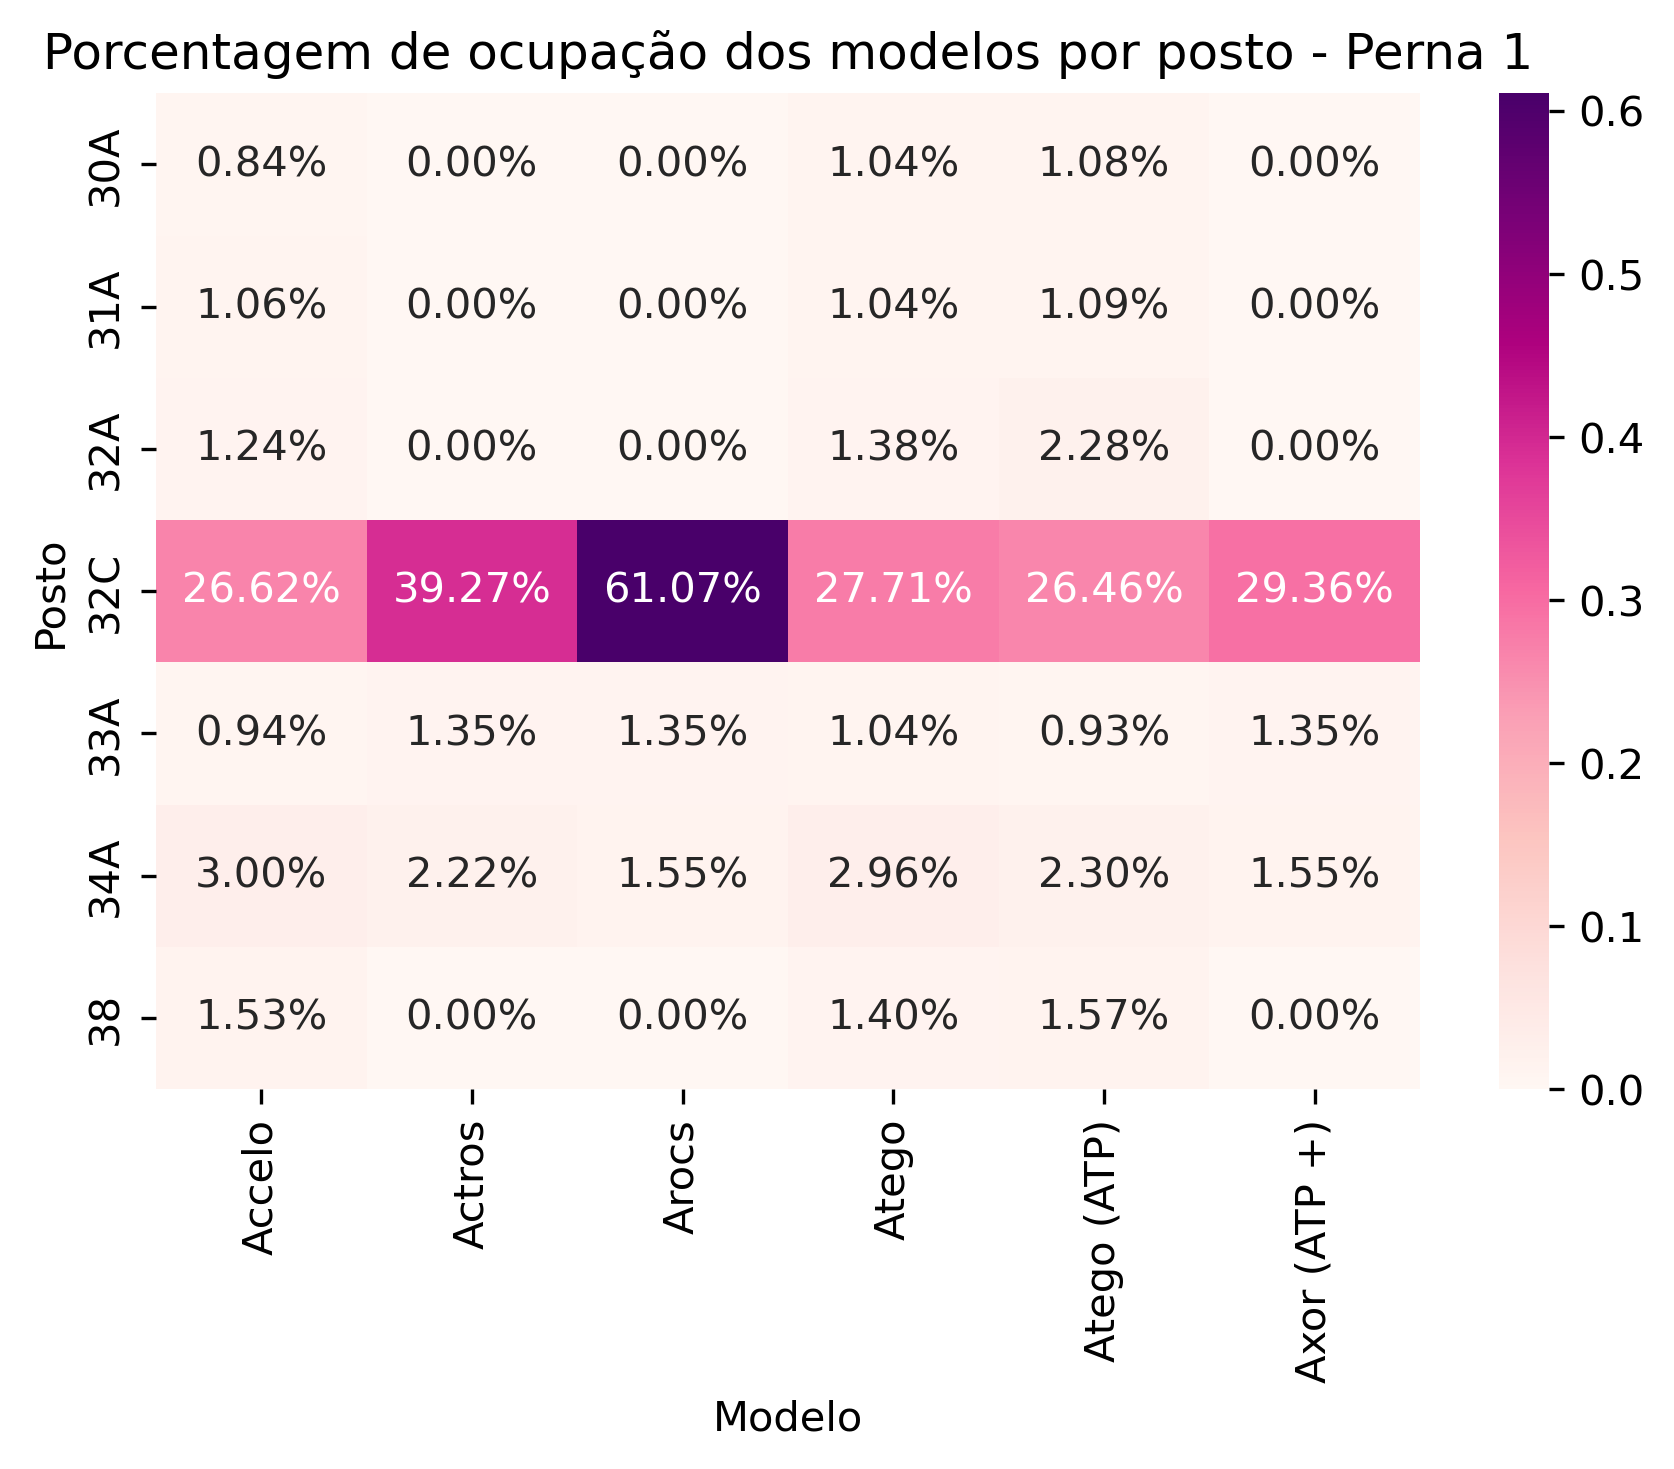 Porcentagem de ocupação dos modelos por posto - Perna 1
30A 0.84% 0.00% 0.00% 1.04% 1.08% 0.00%
31A 1.06% 0.00% 0.00% 1.04% 1.09% 0.00%
32A 1.24% 0.00% 0.00% 1.38% 2.28% 0.00%
32C 26.62% 39.27% 61.07% 27.71% 26.46% 29.36%
33A 0.94% 1.35% 1.35% 1.04% 0.93% 1.35%
34A 3.00% 2.22% 1.55% 2.96% 2.30% 1.55%
38 1.53% 0.00% 0.00% 1.40% 1.57% 0.00%
Posto
Accelo
Actros
Arocs
Atego
Atego (ATP)
Axor (ATP +)
Modelo
0.6
0.5
0.4
0.3
0.2
0.1
0.0